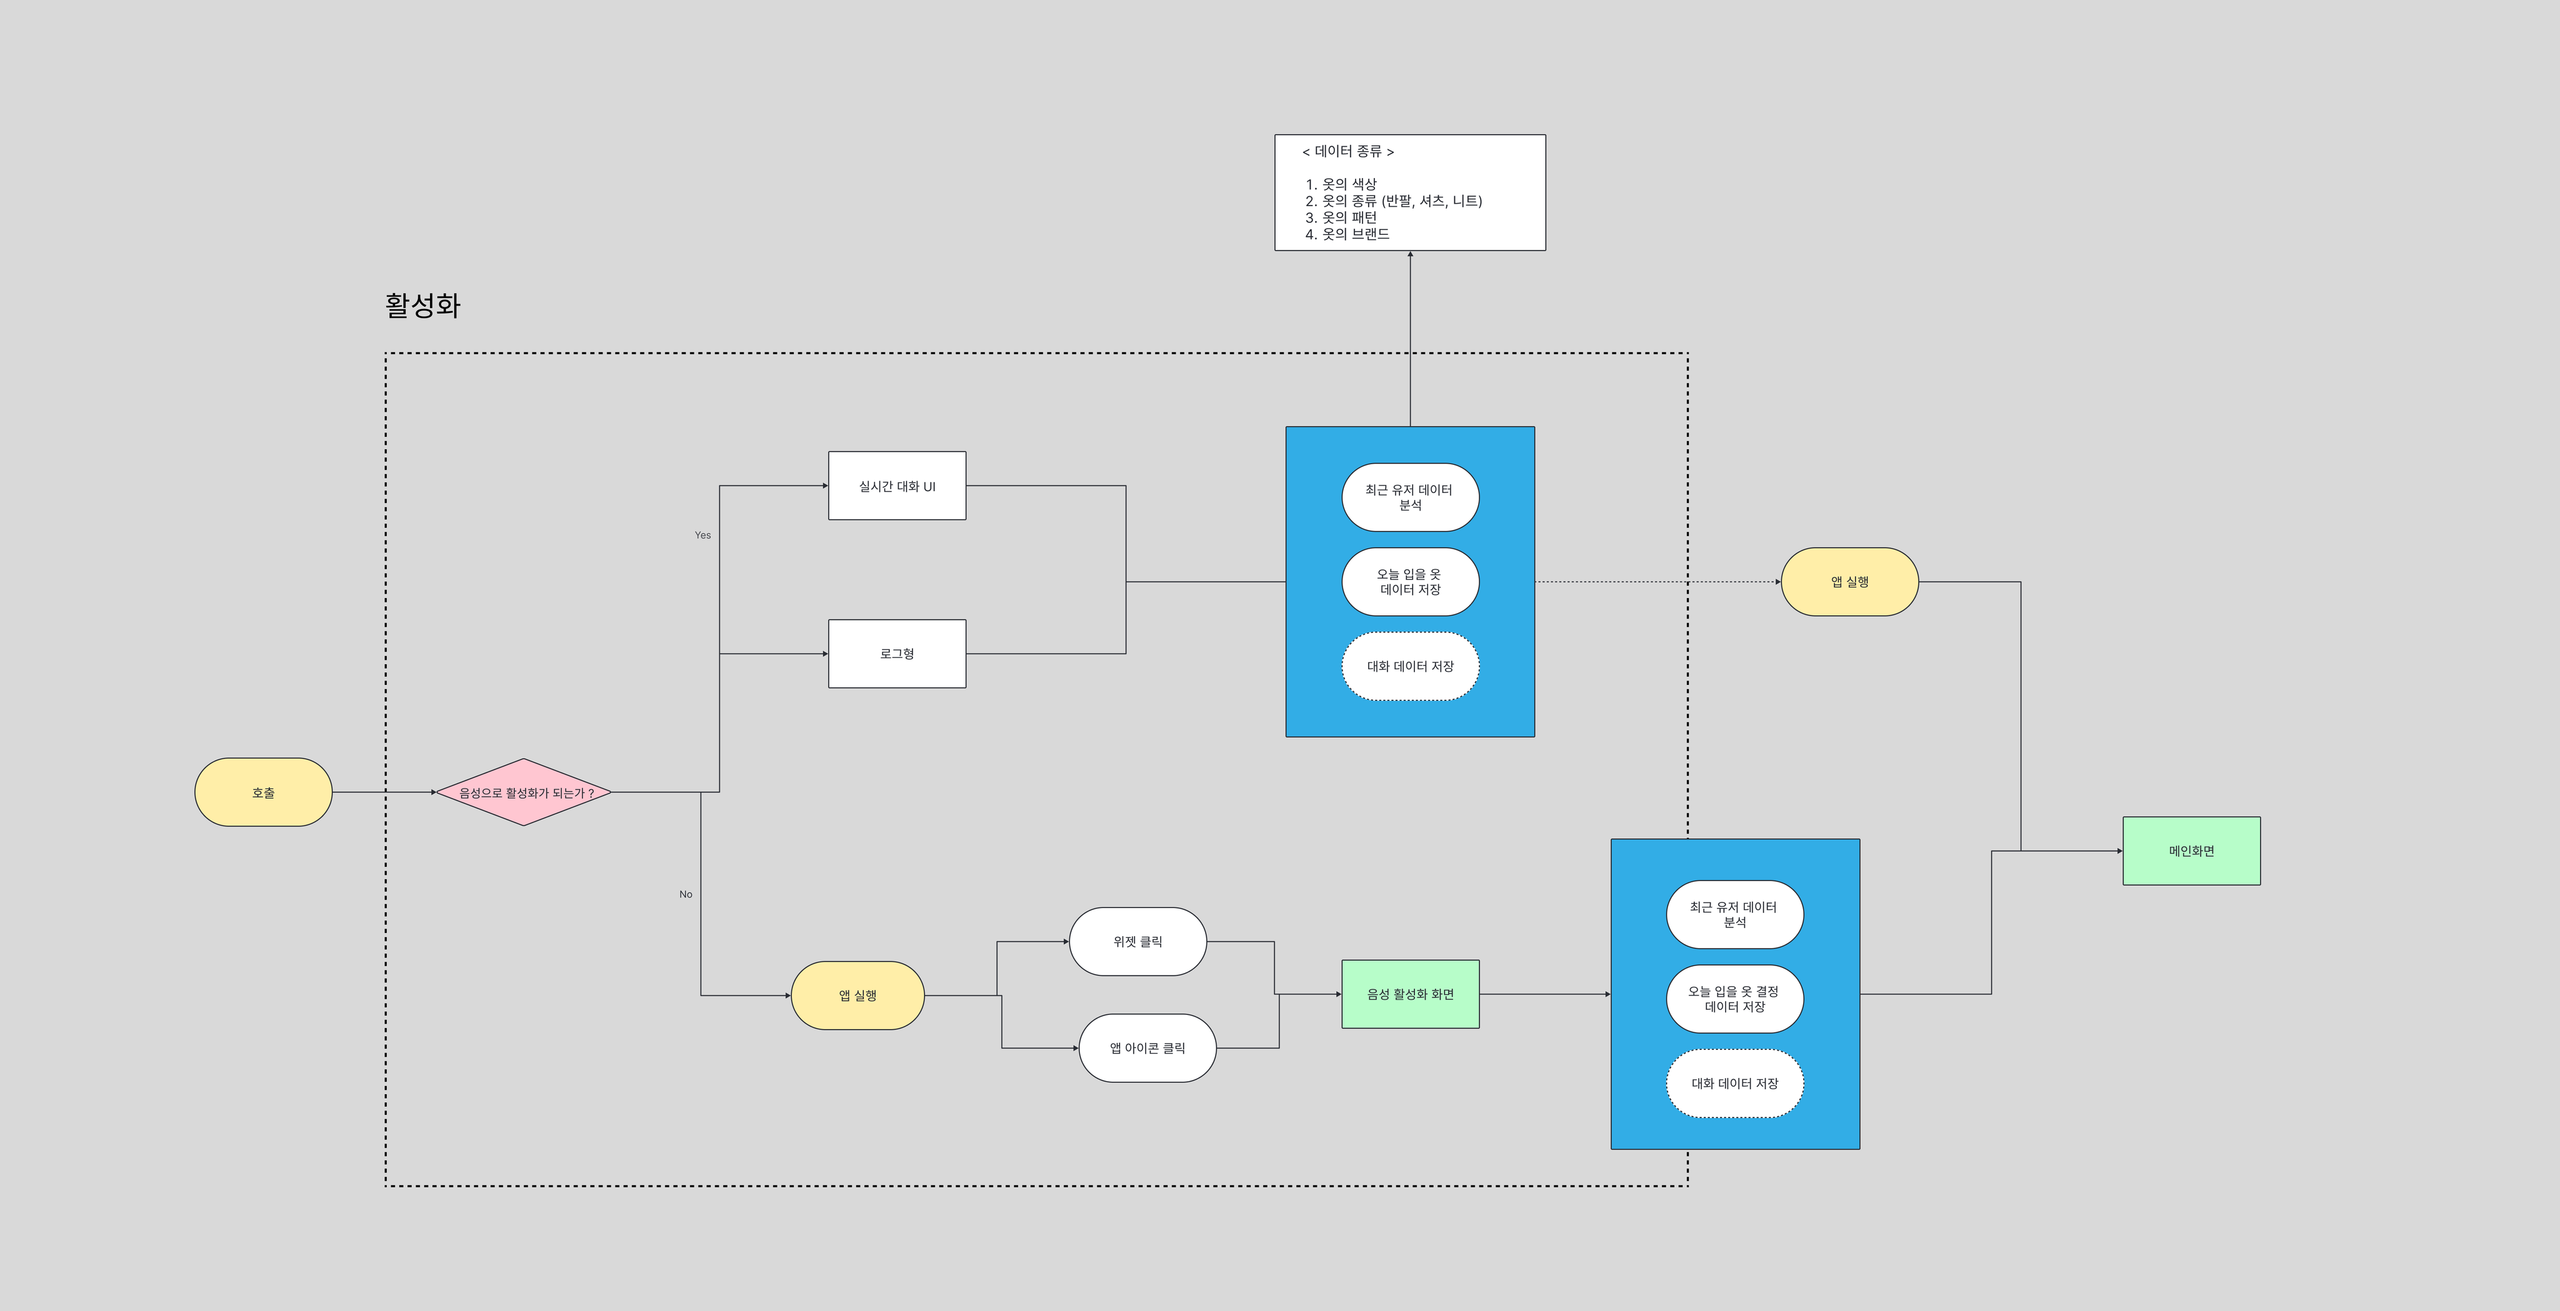 < 데이터 종류 >
1. 옷의 색상
2. 옷의 종류 (반팔, 셔츠, 니트)
3. 옷의 패턴
4. 옷의 브랜드
활성화
호출
음성으로 활성화가 되는가 ?
Yes
실시간 대화 UI
로그형
최근 유저 데이터
분석
오늘 입을 옷
데이터 저장
대화 데이터 저장
앱 실행
No
앱 실행
위젯 클릭
앱 아이콘 클릭
음성 활성화 화면
최근 유저 데이터
분석
오늘 입을 옷 결정
데이터 저장
대화 데이터 저장
메인화면